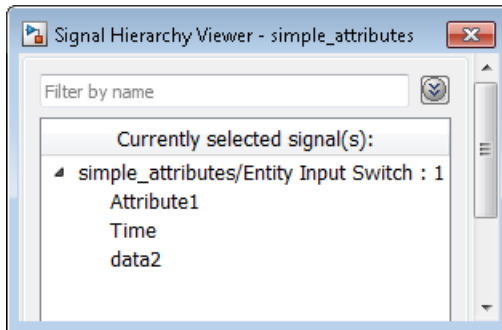 Signal Hierarchy Viewer - simple_attributes
Filter by name
Currently selected signal(s):
simple_attributes/Entity Input Switch : 1
Attribute1
Time
data2